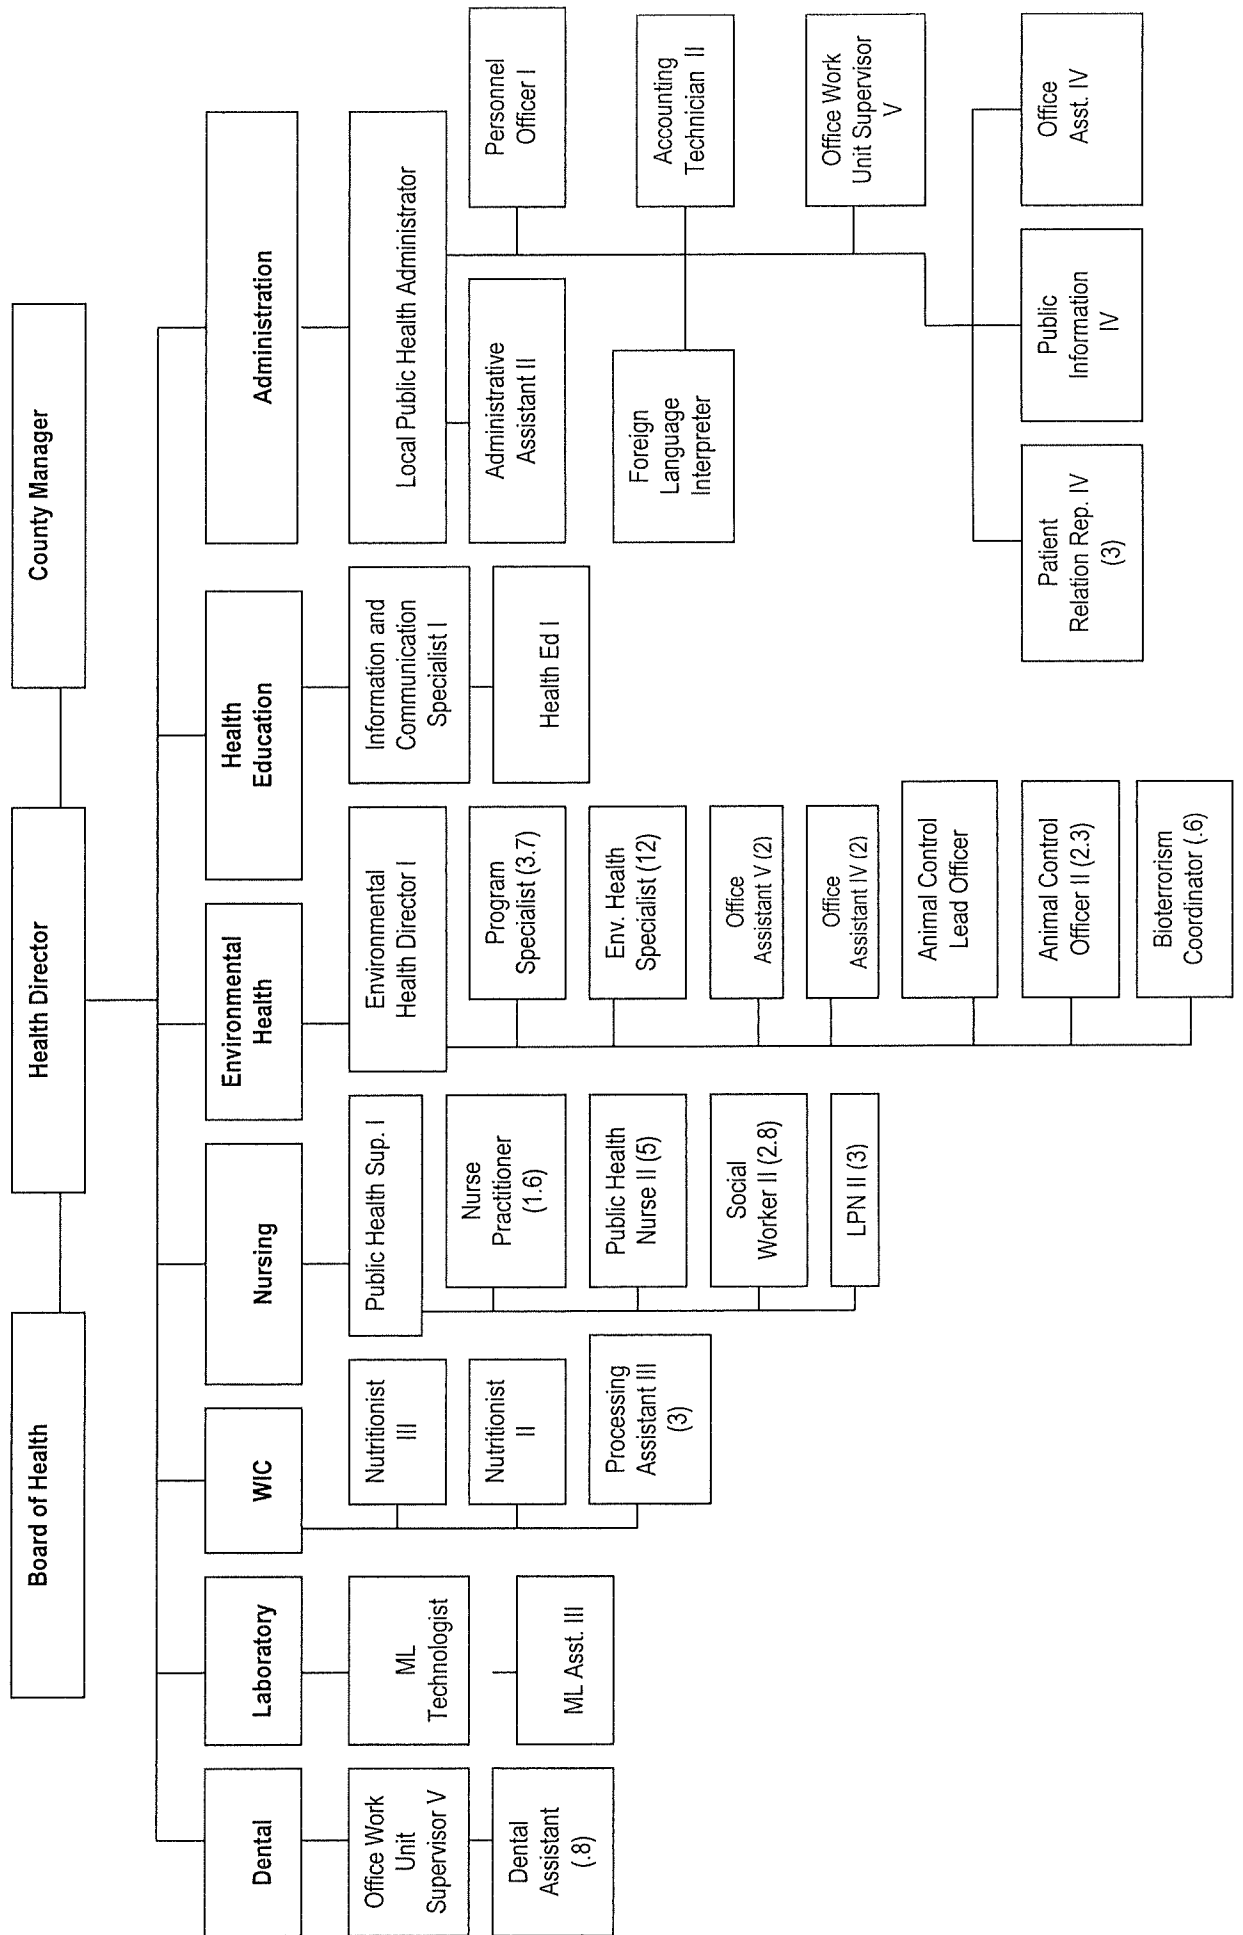 Board of Health
Health Director
County Manager
Dental
Laboratory
WIC
Nursing
Environmental
Health
Health
Education
Administration
Office Work
Unit
Supervisor V
Dental
Assistant
(.8)
ML
Technologist
ML Asst. III
Nutritionist
III
Nutritionist
II
Processing
Assistant III
(3)
Public Health Sup. I
Nurse
Practitioner
(1.6)
Public Health
Nurse II (5)
Social
Worker II (2.8)
LPN II (3)
Environmental
Health Director I
Program
Specialist (3.7)
Env. Health
Specialist (12)
Office
Assistant V (2)
Office
Assistant IV (2)
Animal Control
Lead Officer
Animal Control
Officer II (2.3)
Bioterrorism
Coordinator (.6)
Information and
Communication
Specialist I
Health Ed I
Local Public Health Administrator
Administrative
Assistant II
Personnel
Officer I
Foreign
Language
Interpreter
Accounting
Technician II
Office Work
Unit Supervisor
V
Patient
Relation Rep. IV
(3)
Public
Information
IV
Office
Asst. IV